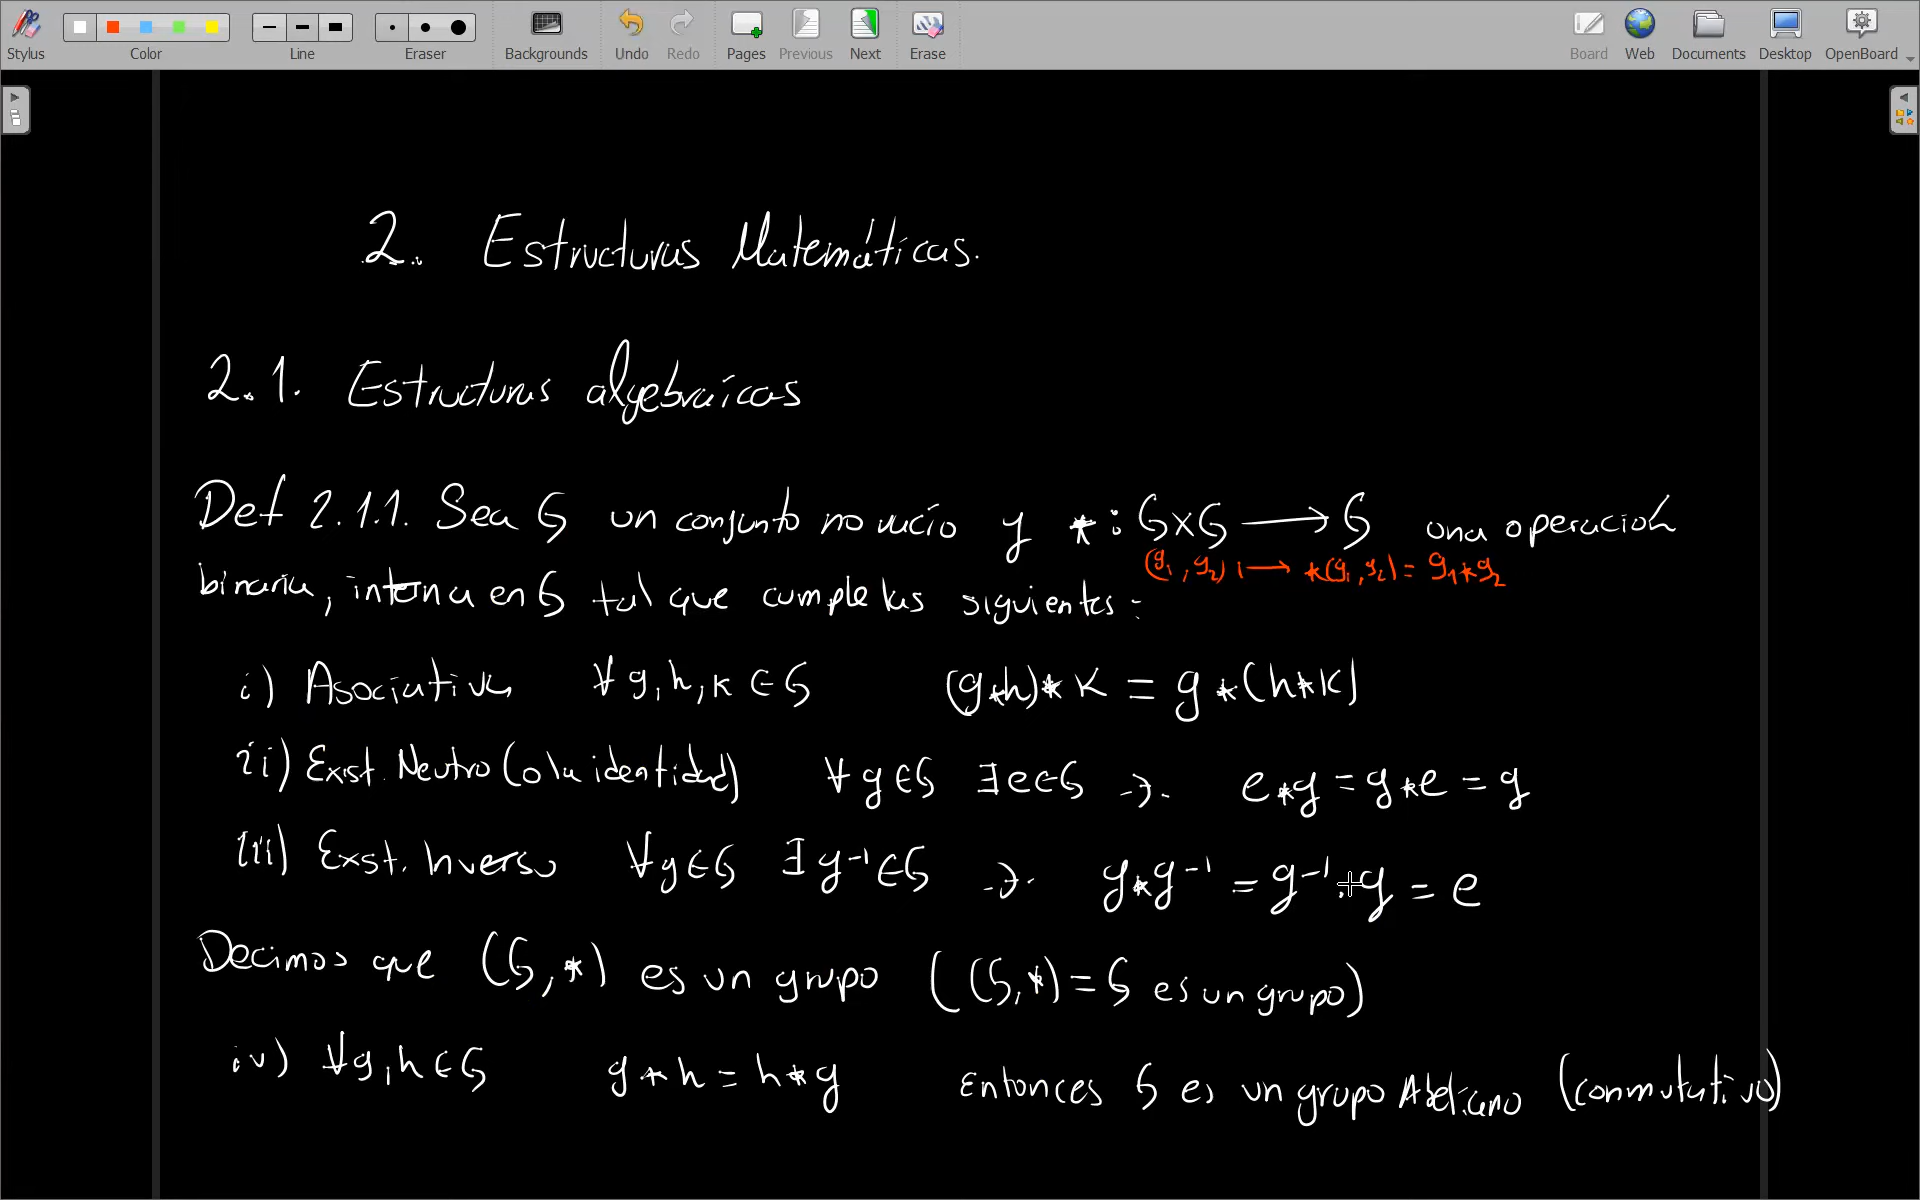 Stylus
Color
Line
Eraser
Backgrounds
Undo
Redo
Pages
Previous
Next
Erase
Board
Web
Documents
Desktop
OpenBoard
2. Estructuras Matemáticas.
2.1. Estructuras algebraícas
Def 2.1.1. Sea G un conjunto no vacío y *: G×G ⟶ G una operación
(g₁, g₂) ⟼ *(g₁, g₂) = g₁*g₂
binaria, interna en G tal que cumple las siguientes:
i) Asociativa ∀ g, h, k ∈ G (g*h)*k = g*(h*k)
ii) Exist. Neutro (o la identidad) ∀ g∈G ∃ e∈G ·∋· e*g = g*e = g
iii) Exist. Inverso ∀ g∈G ∃ g⁻¹∈G ·∋· g*g⁻¹ = g⁻¹*g = e
Decimos que (G,*) es un grupo ((G,*) = G es un grupo)
iv) ∀ g, h ∈ G g*h = h*g Entonces G es un grupo Abeliano (conmutativo)